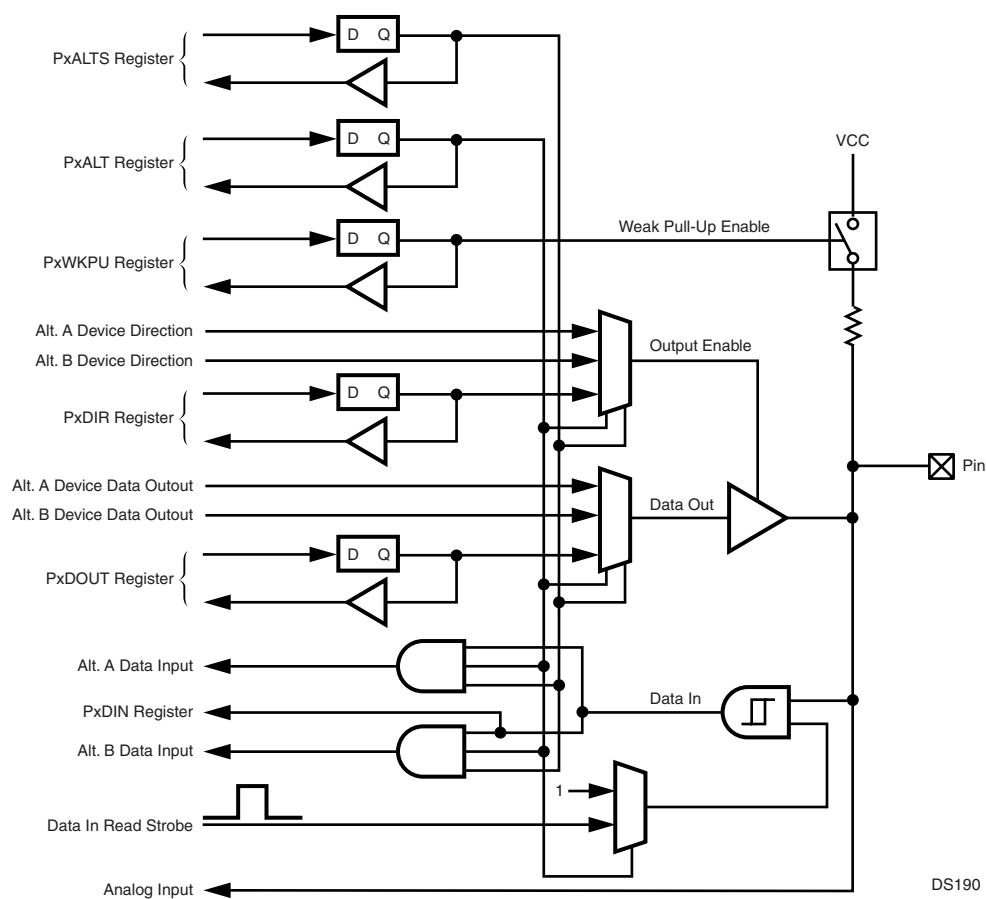 D Q
PxALTS Register
D Q
PxALT Register
VCC
D Q
Weak Pull-Up Enable
PxWKPU Register
Alt. A Device Direction
Output Enable
Alt. B Device Direction
D Q
PxDIR Register
Pin
Alt. A Device Data Outout
Data Out
Alt. B Device Data Outout
D Q
PxDOUT Register
Alt. A Data Input
Data In
PxDIN Register
Alt. B Data Input
1
Data In Read Strobe
Analog Input
DS190